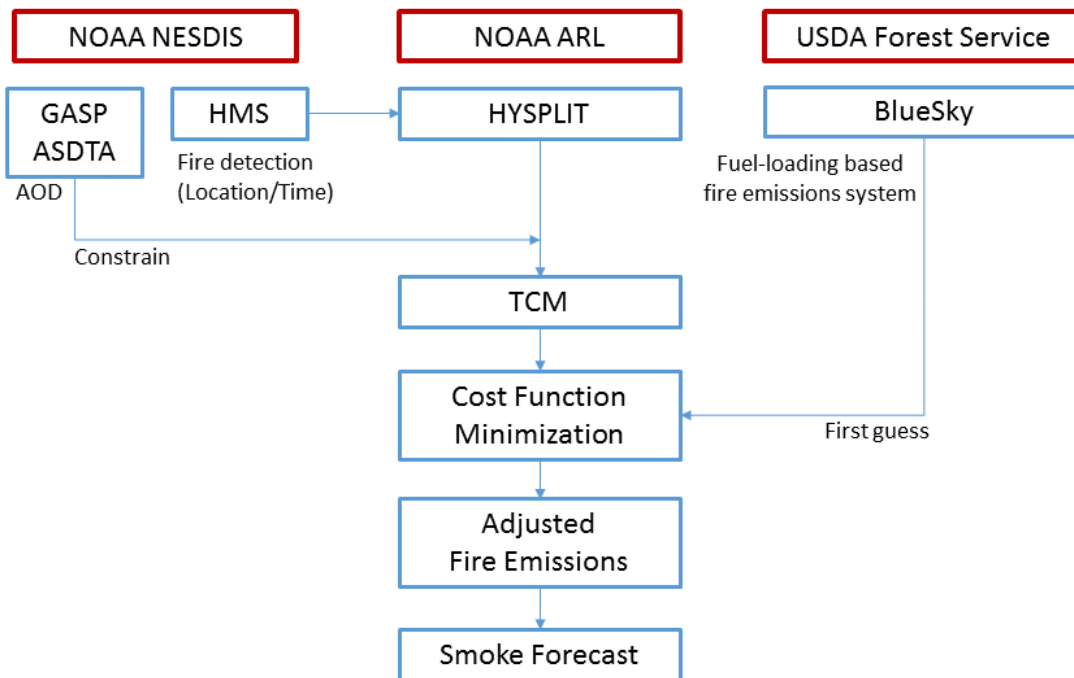 NOAA NESDIS
NOAA ARL
USDA Forest Service
GASP
ASDTA
HMS
HYSPLIT
BlueSky
AOD
Fire detection
(Location/Time)
Fuel-loading based
fire emissions system
Constrain
TCM
Cost Function
Minimization
First guess
Adjusted
Fire Emissions
Smoke Forecast